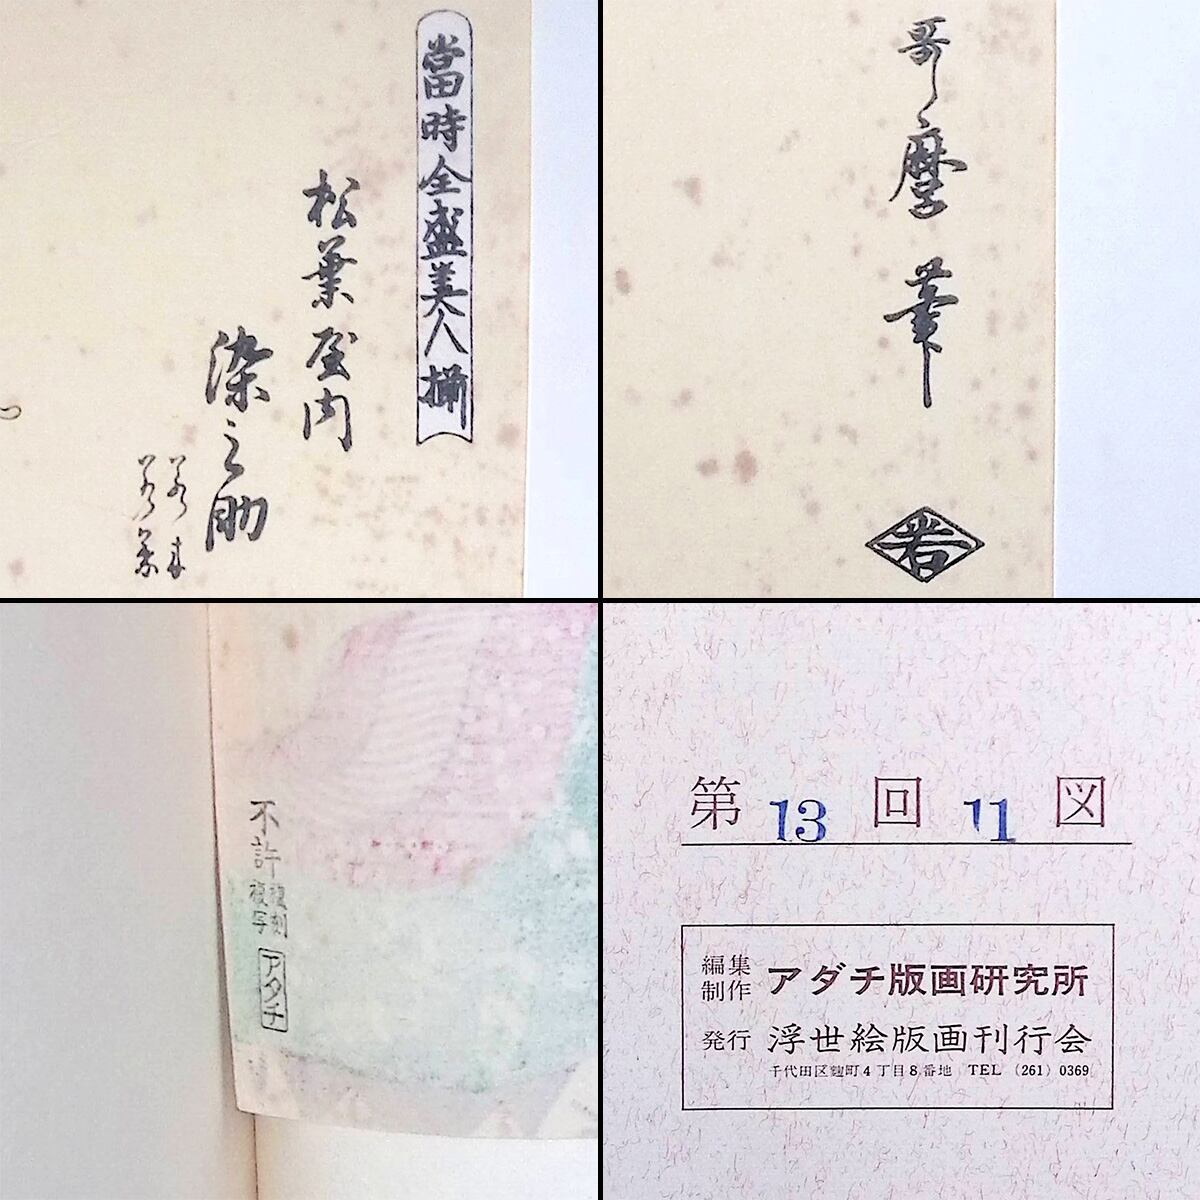 當時全盛美人揃
松葉屋内
染之助
哥麿筆
若
不許
複刻
複写
アダチ
第 13 回 11 図
編集
制作 アダチ版画研究所
発行 浮世絵版画刊行会
千代田区麹町4丁目8番地 TEL (261) 0369